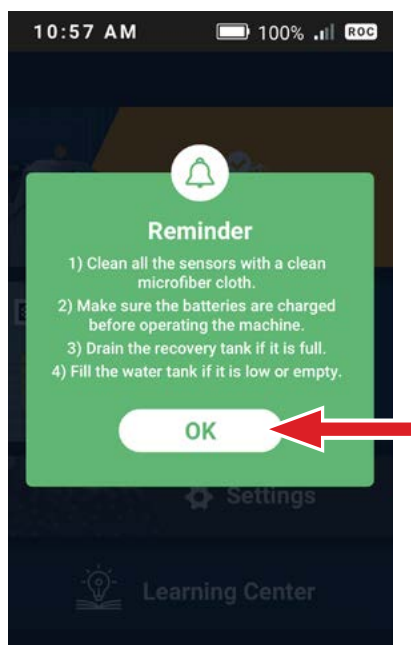 10:57 AM 100% ROC
Reminder
1) Clean all the sensors with a clean
microfiber cloth.
2) Make sure the batteries are charged
before operating the machine.
3) Drain the recovery tank if it is full.
4) Fill the water tank if it is low or empty.
OK
Settings
Learning Center